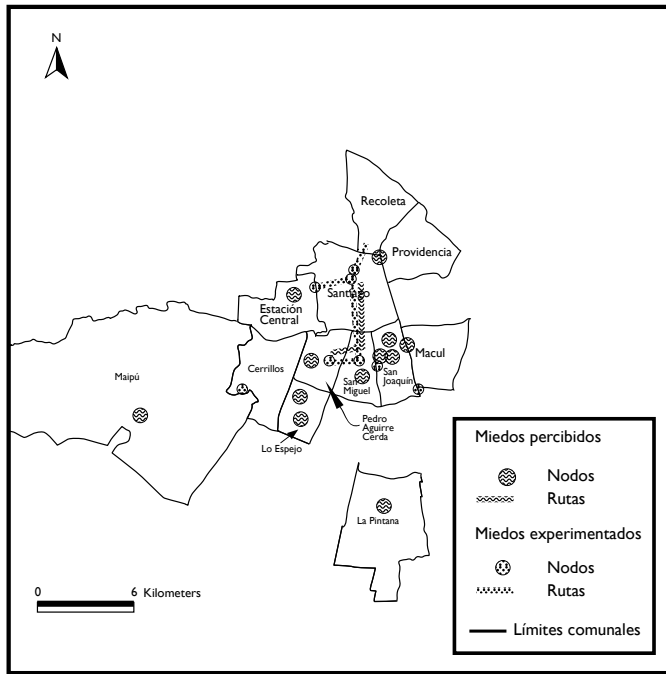 N
Recoleta
Providencia
Santiago
Estación
Central
Macul
Cerrillos
San
Joaquín
Maipú
San
Miguel
Pedro
Aguirre
Cerda
Lo Espejo
La Pintana
0 6 Kilometers
Miedos percibidos
Nodos
Rutas
Miedos experimentados
Nodos
Rutas
Límites comunales